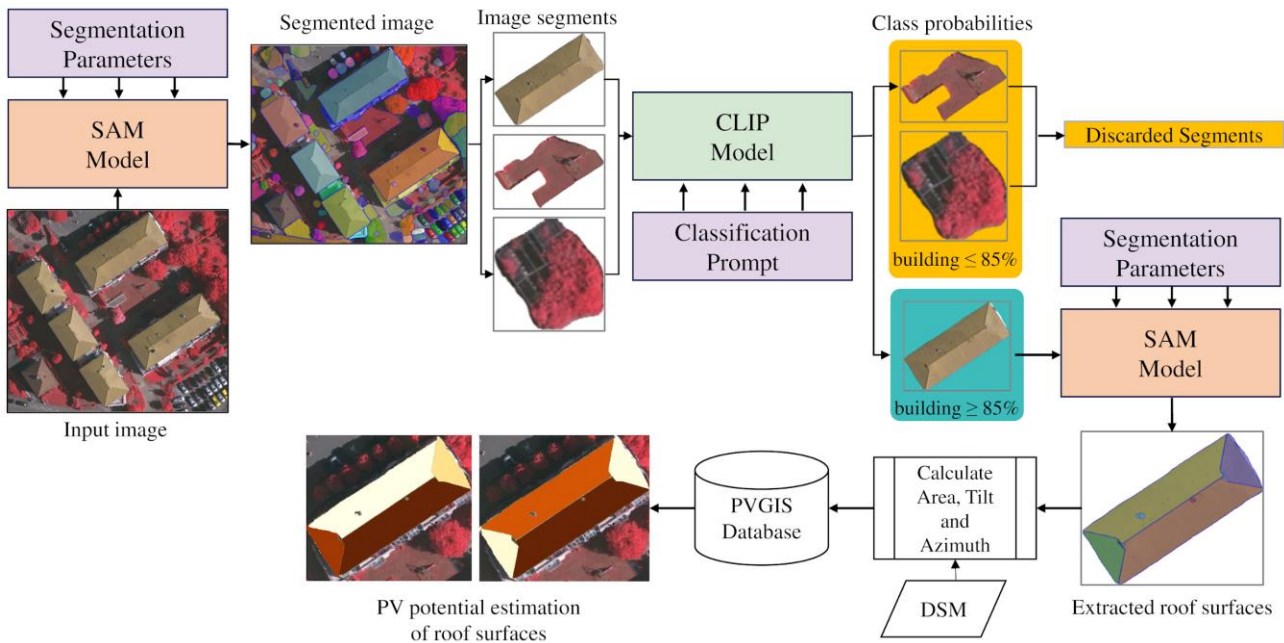 Segmentation
Parameters
SAM
Model
Input image
Segmented image
Image segments
CLIP
Model
Classification
Prompt
Class probabilities
building ≤ 85%
building ≥ 85%
Discarded Segments
Segmentation
Parameters
SAM
Model
Extracted roof surfaces
Calculate
Area, Tilt
and
Azimuth
DSM
PVGIS
Database
PV potential estimation
of roof surfaces